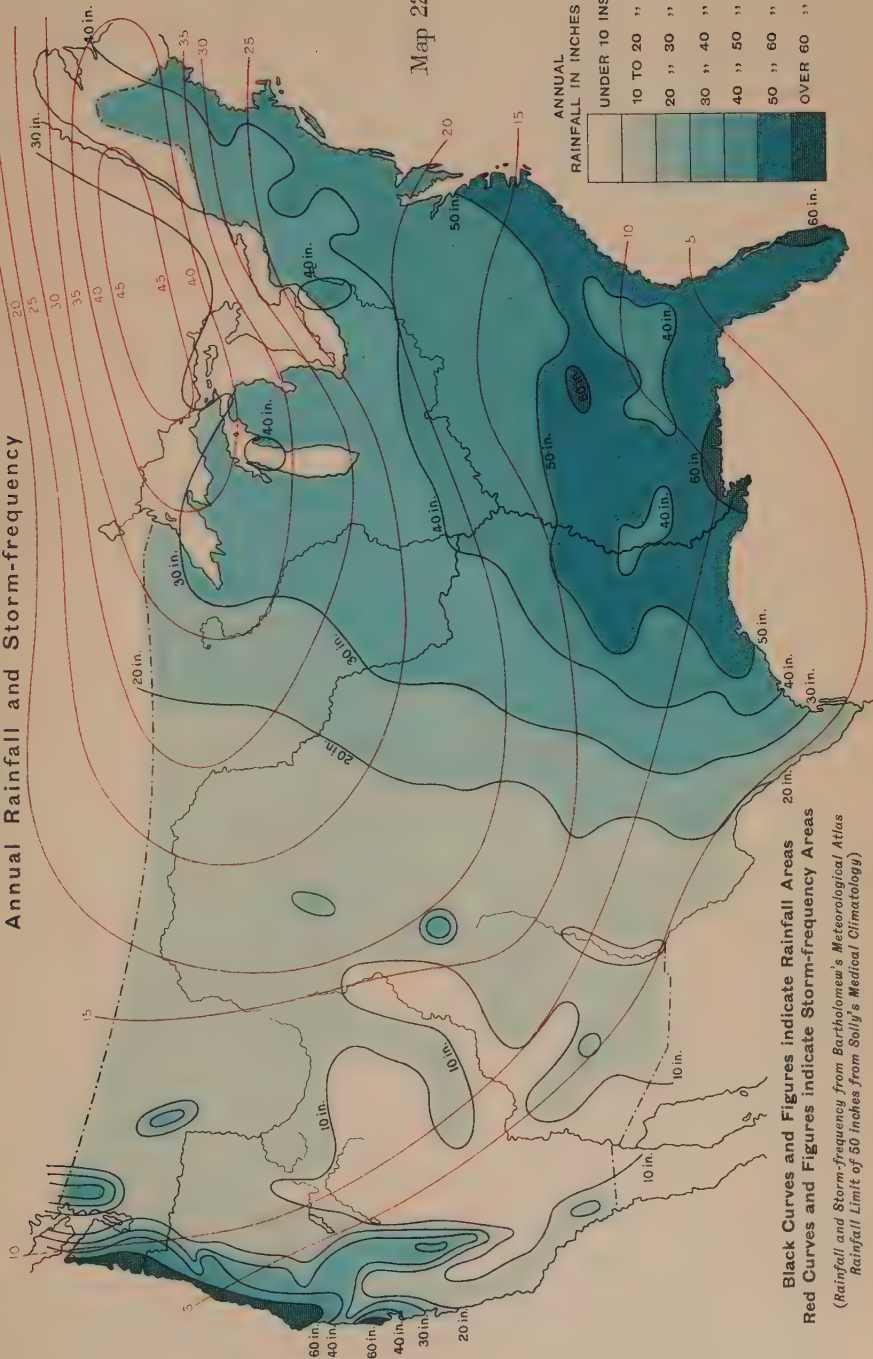 Annual Rainfall and Storm-frequency
20
25
30
35
40
45
45
40
30 in.
40 in.
35
30
25
Map 22
10
15
20 in.
30 in.
40 in.
40 in.
20
15
50 in.
20 in.
30 in.
40 in.
50 in.
60 in.
10
40 in.
5
60 in.
40 in.
60 in.
10 in.
10 in.
10 in.
10 in.
5
60 in.
40 in.
60 in.
40 in.
30 in.
20 in.
20 in.
30 in.
40 in.
50 in.
ANNUAL
RAINFALL IN INCHES
UNDER 10 INS
10 TO 20 ,,
20 ,, 30 ,,
30 ,, 40 ,,
40 ,, 50 ,,
50 ,, 60 ,,
OVER 60 ,,
Black Curves and Figures indicate Rainfall Areas
Red Curves and Figures indicate Storm-frequency Areas
(Rainfall and Storm-frequency from Bartholomew's Meteorological Atlas
Rainfall Limit of 50 inches from Solly's Medical Climatology)